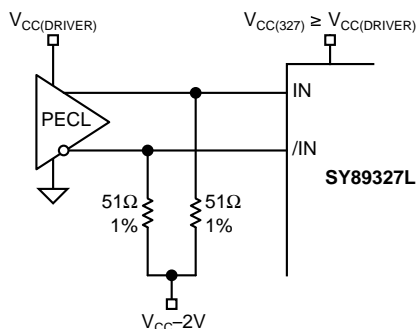 VCC(DRIVER)
VCC(327) ≥ VCC(DRIVER)
PECL
IN
/IN
SY89327L
51Ω
1%
51Ω
1%
VCC–2V